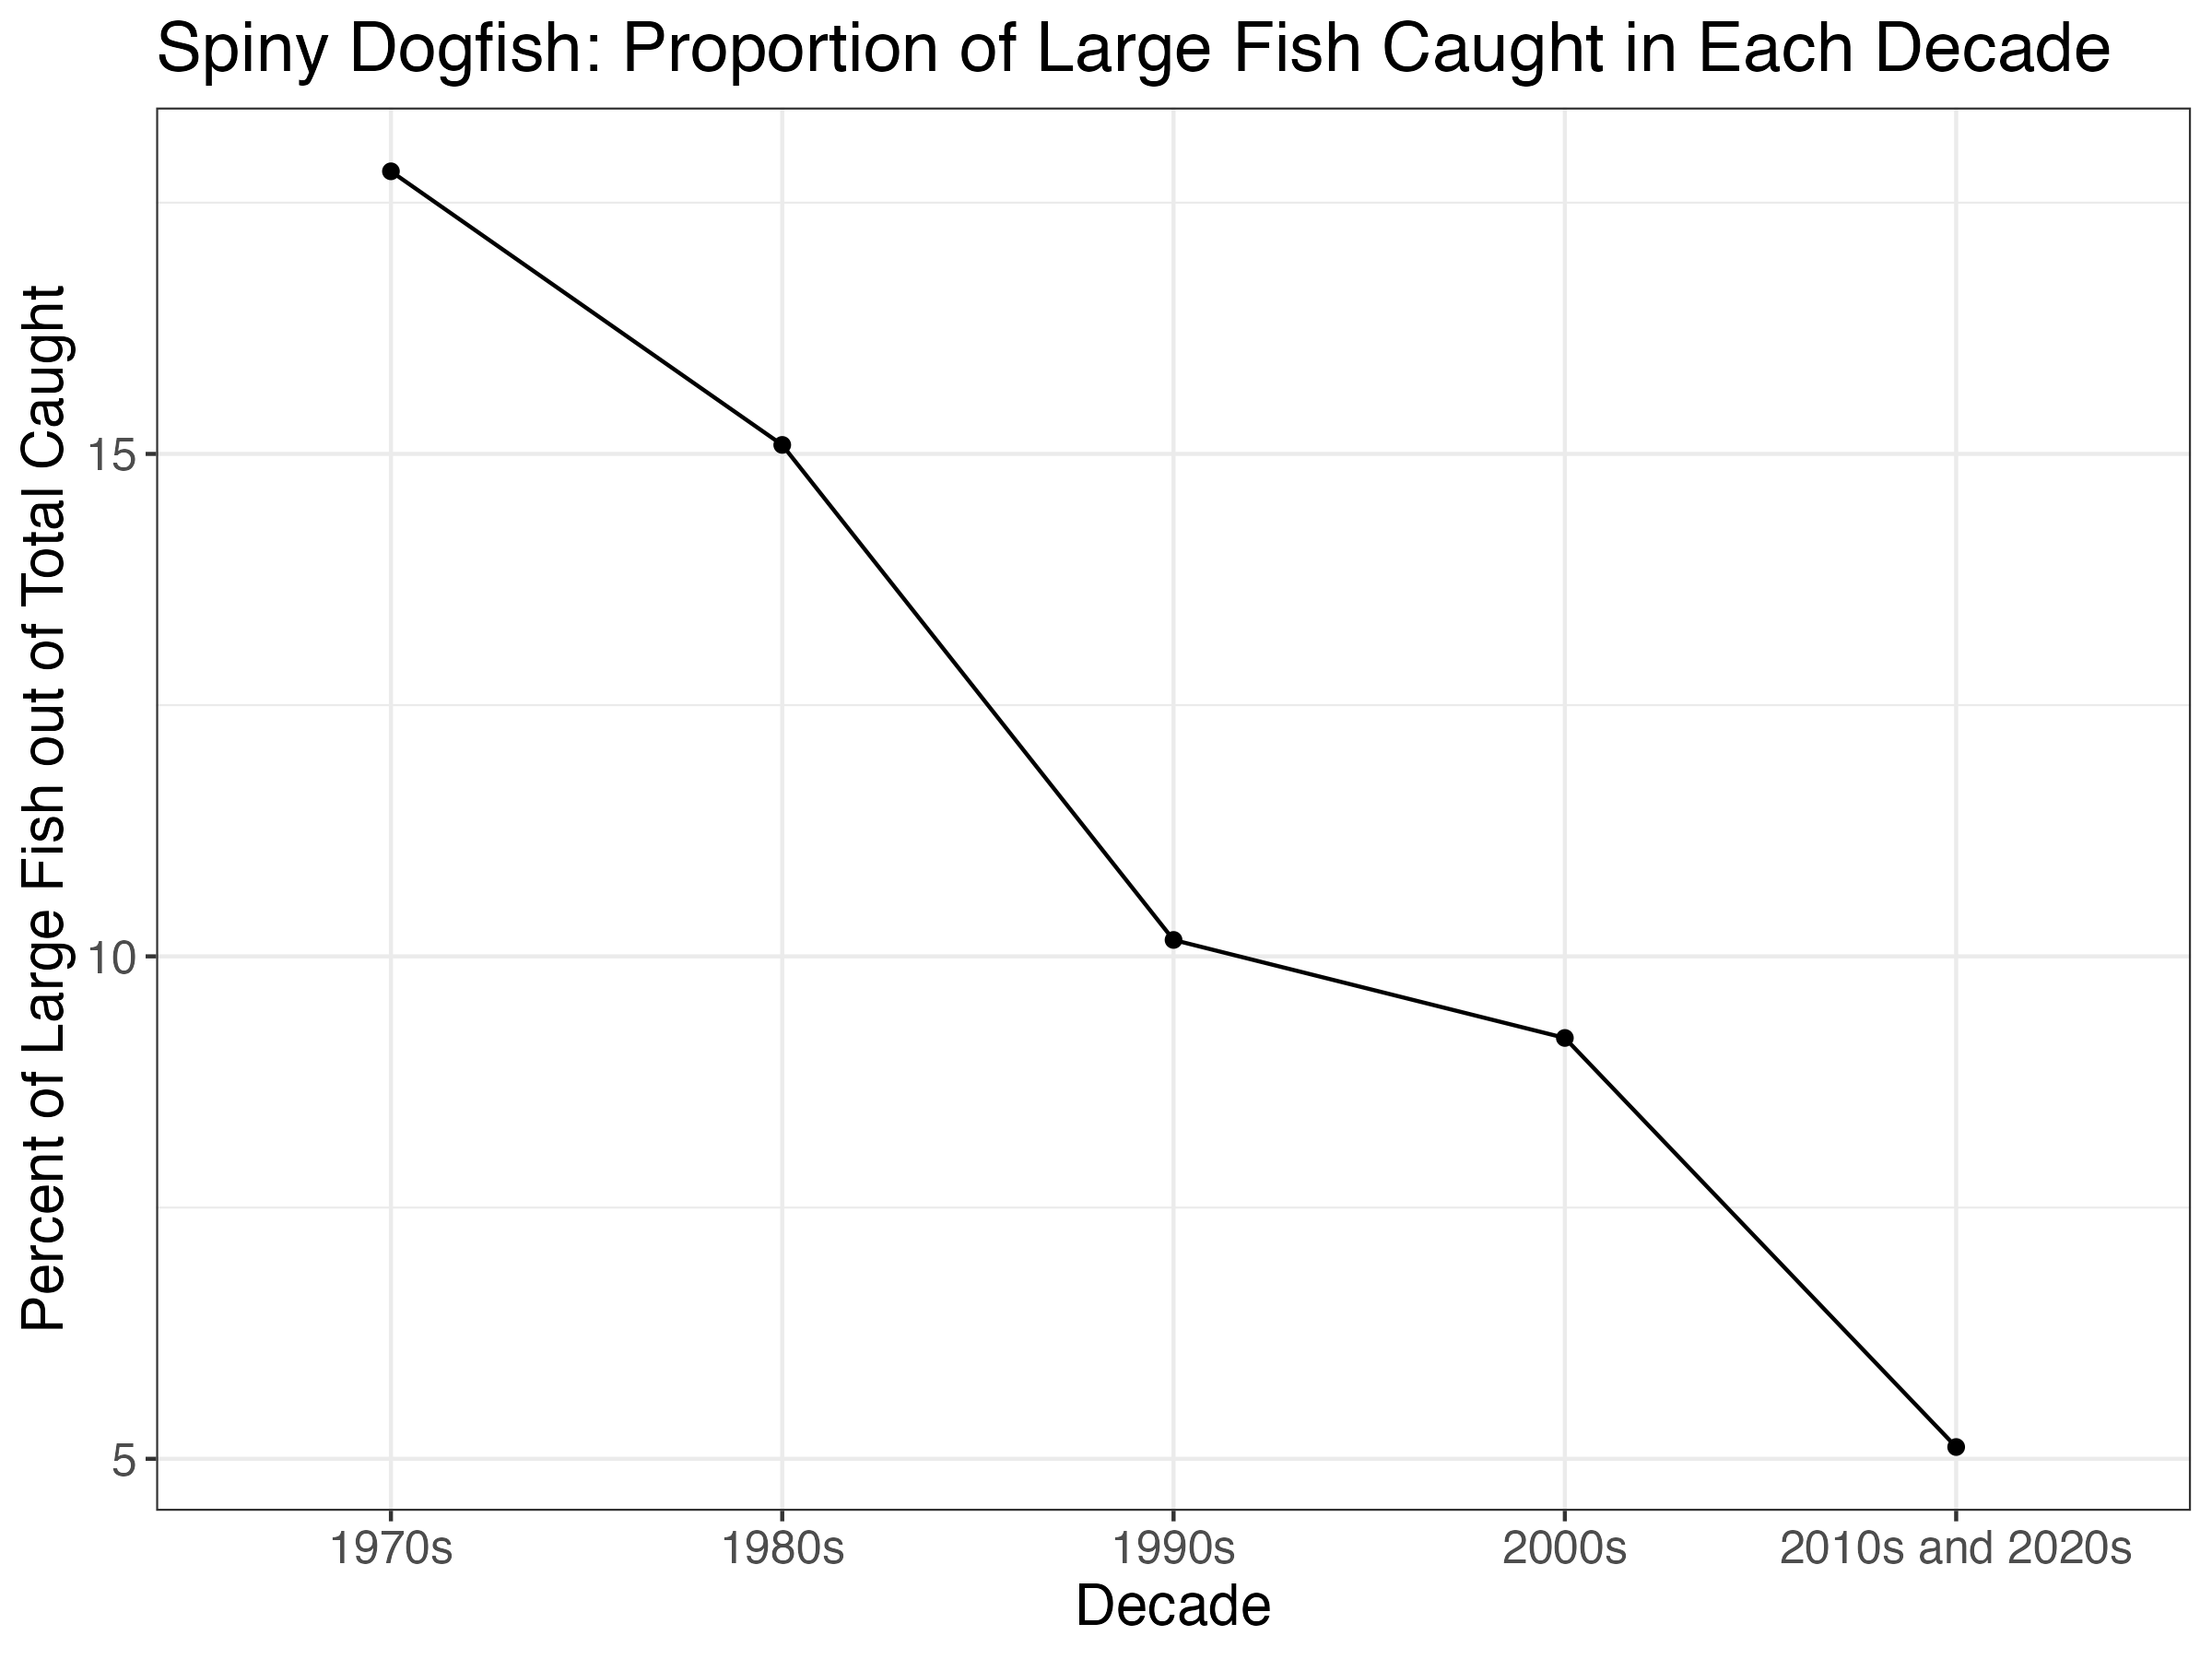 Spiny Dogfish: Proportion of Large Fish Caught in Each Decade
Percent of Large Fish out of Total Caught
15
10
5
1970s
1980s
1990s
2000s
2010s and 2020s
Decade